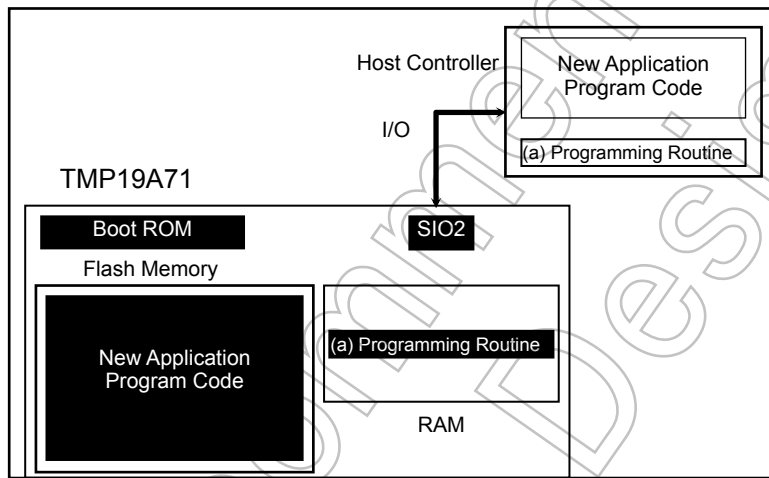 Host Controller
New Application
Program Code
I/O
(a) Programming Routine
TMP19A71
Boot ROM
SIO2
Flash Memory
New Application
Program Code
(a) Programming Routine
RAM